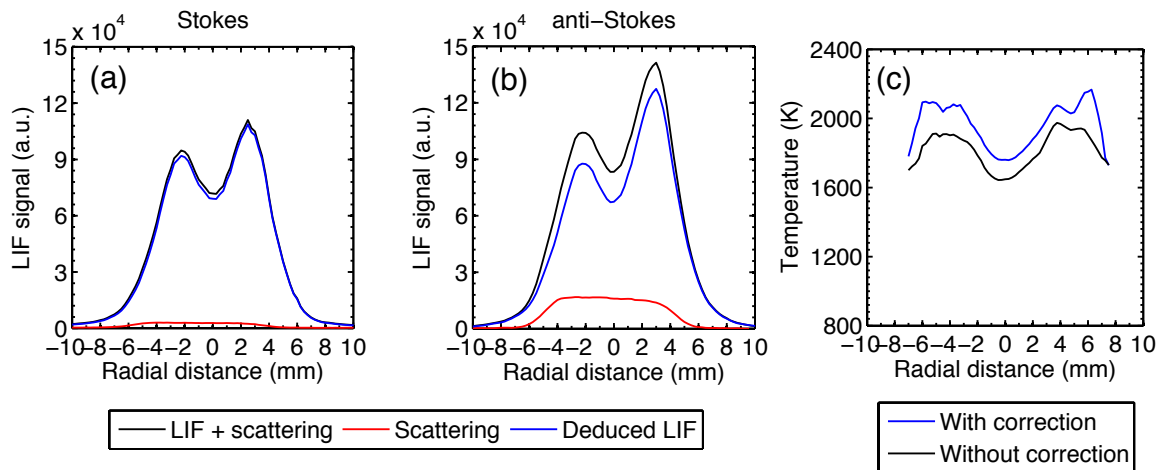 Stokes
anti-Stokes
x 10⁴
x 10⁴
(a)
(b)
(c)
LIF signal (a.u.)
15
12
9
6
3
0
−10 −8 −6 −4 −2 0 2 4 6 8 10
Radial distance (mm)
LIF signal (a.u.)
15
12
9
6
3
0
−10 −8 −6 −4 −2 0 2 4 6 8 10
Radial distance (mm)
Temperature (K)
2400
2000
1600
1200
800
−10 −8 −6 −4 −2 0 2 4 6 8 10
Radial distance (mm)
LIF + scattering Scattering Deduced LIF
With correction
Without correction